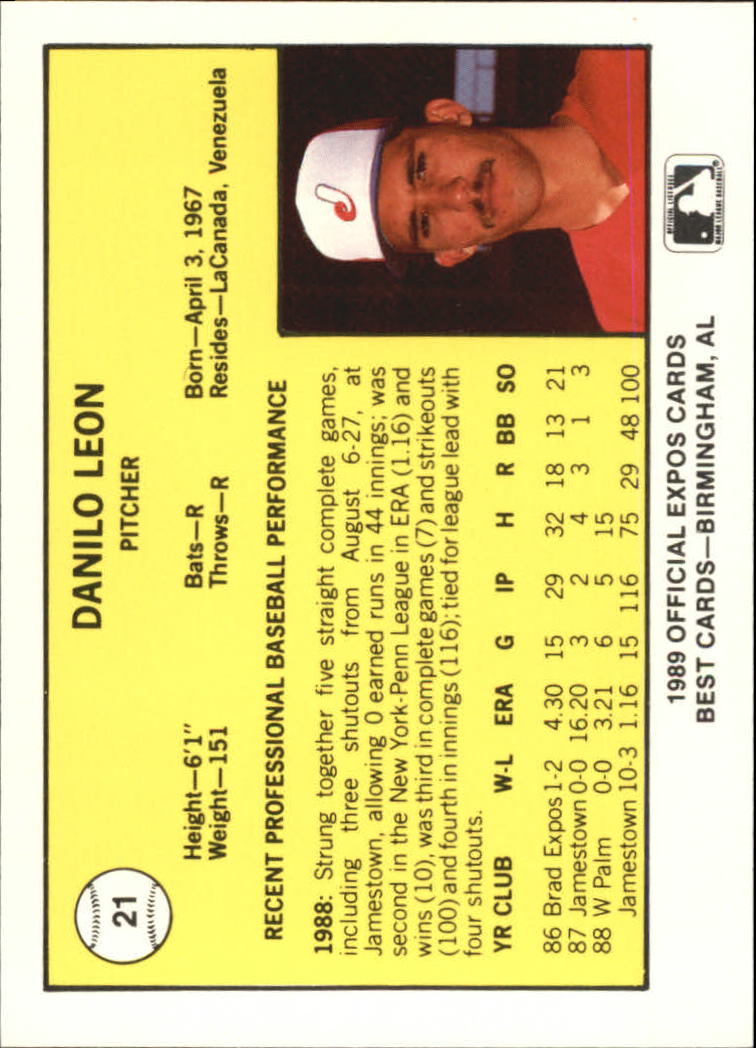 21
DANILO LEON
PITCHER
Height—6'1" Bats—R Born—April 3, 1967
Weight—151 Throws—R Resides—LaCanada, Venezuela
RECENT PROFESSIONAL BASEBALL PERFORMANCE
1988: Strung together five straight complete games,
including three shutouts from August 6-27, at
Jamestown, allowing 0 earned runs in 44 innings; was
second in the New York-Penn League in ERA (1.16) and
wins (10), was third in complete games (7) and strikeouts
(100) and fourth in innings (116); tied for league lead with
four shutouts.
YR CLUB W-L ERA G IP H R BB SO
86 Brad Expos 1-2 4.30 15 29 32 18 13 21
87 Jamestown 0-0 16.20 3 2 4 3 1 3
88 W Palm 0-0 3.21 6 5 15
Jamestown 10-3 1.16 15 116 75 29 48 100
1989 OFFICIAL EXPOS CARDS
BEST CARDS—BIRMINGHAM, AL
OFFICIAL LICENSEE
MAJOR LEAGUE BASEBALL®